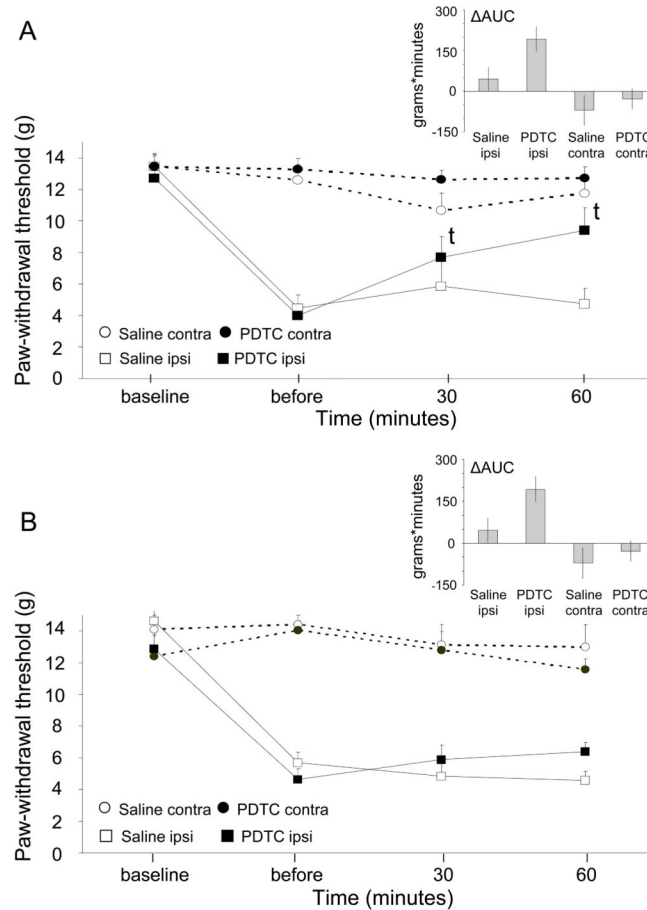 A
ΔAUC
grams*minutes
300
150
0
-150
Saline ipsi
PDTC ipsi
Saline contra
PDTC contra
Paw-withdrawal threshold (g)
14
12
10
8
6
4
2
0
t
t
Saline contra
PDTC contra
Saline ipsi
PDTC ipsi
baseline
before
30
60
Time (minutes)
B
ΔAUC
grams*minutes
300
150
0
-150
Saline ipsi
PDTC ipsi
Saline contra
PDTC contra
Paw-withdrawal threshold (g)
14
12
10
8
6
4
2
0
Saline contra
PDTC contra
Saline ipsi
PDTC ipsi
baseline
before
30
60
Time (minutes)